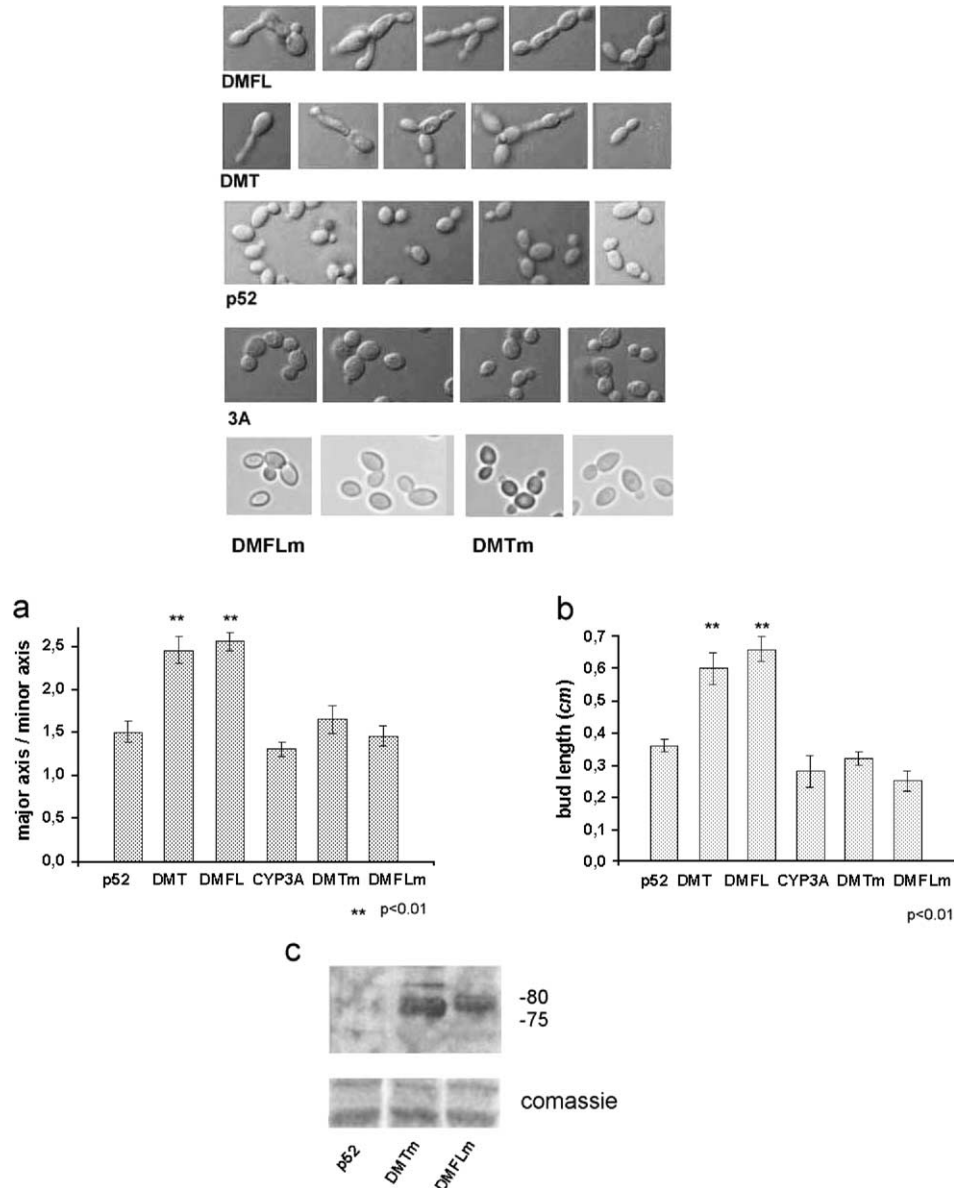 DMFL
DMT
p52
3A
DMFLm DMTm
a
** **
major axis / minor axis
2,5
2,0
1,5
1,0
0,5
0,0
p52 DMT DMFL CYP3A DMTm DMFLm
** p<0.01
b
** **
bud length (cm)
0,7
0,6
0,5
0,4
0,3
0,2
0,1
0,0
p52 DMT DMFL CYP3A DMTm DMFLm
p<0.01
c
-80
-75
comassie
p52 DMTm DMFLm